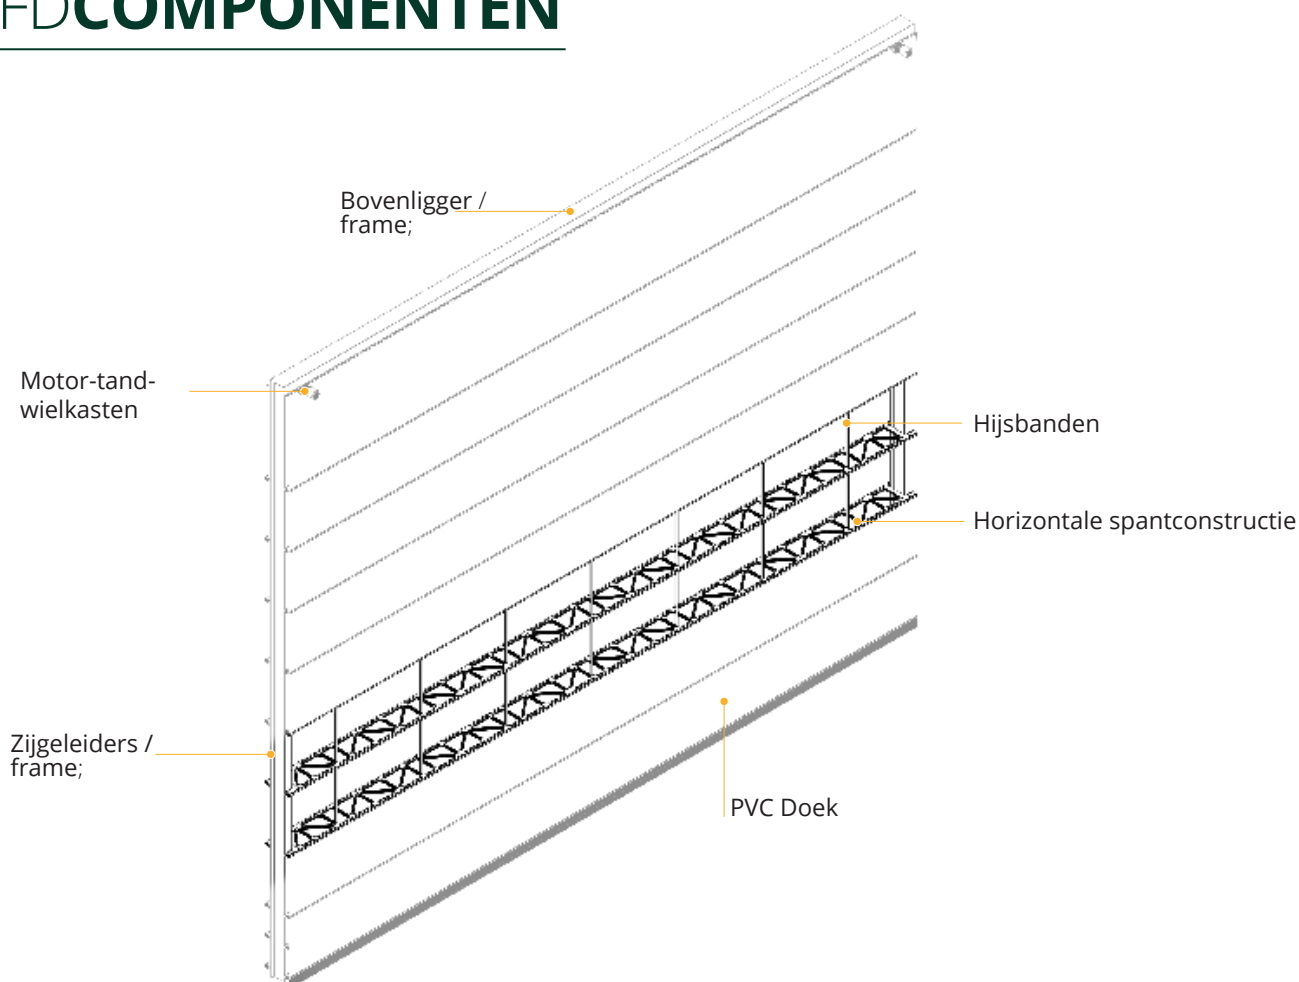 FDCOMPONENTEN
Bovenligger /
frame;
Motor-tand-
wielkasten
Hijsbanden
Horizontale spantconstructie
Zijgeleiders /
frame;
PVC Doek